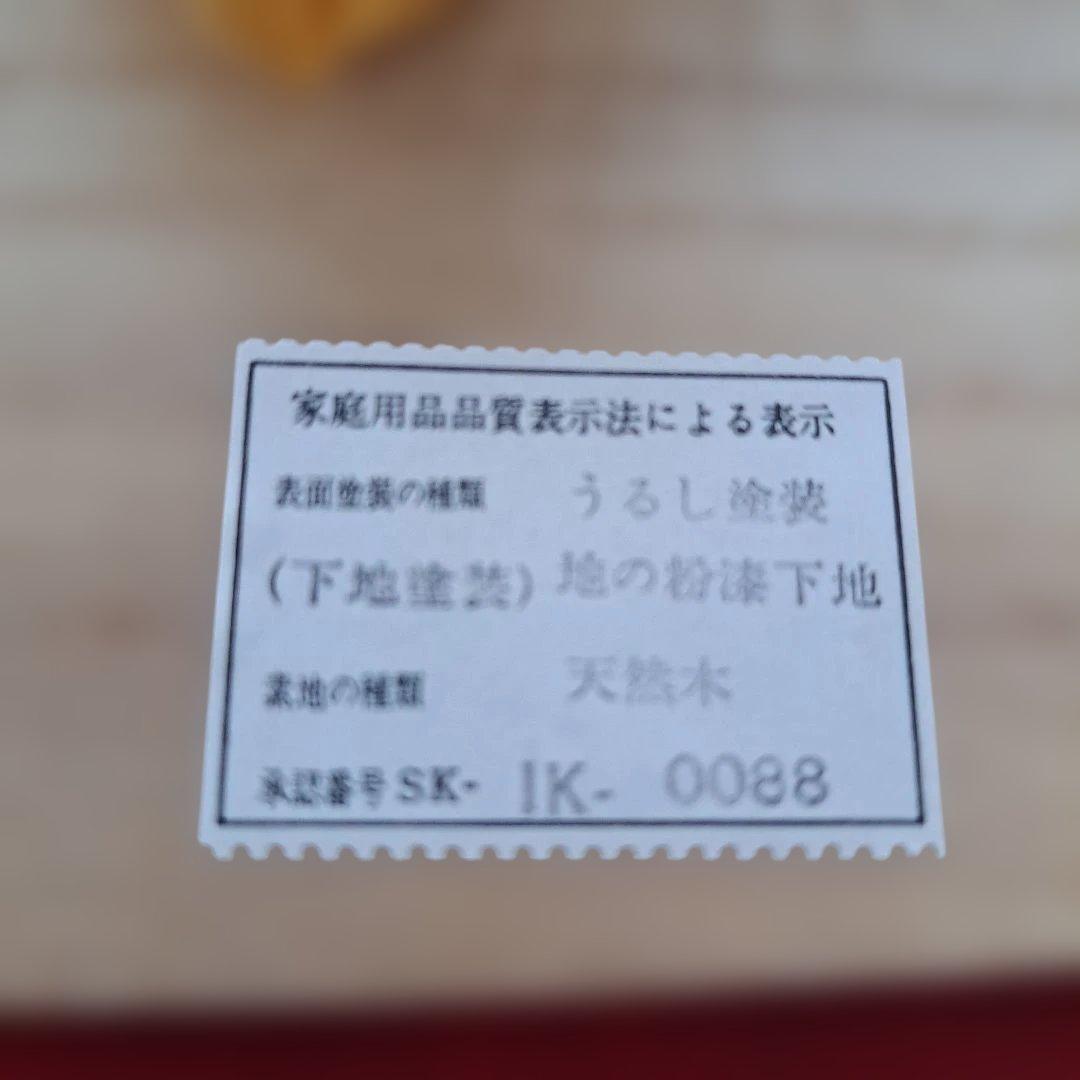 家庭用品品質表示法による表示
表面塗装の種類 うるし塗装
(下地塗装) 地の粉漆下地
素地の種類 天然木
承認番号SK- IK- 0088